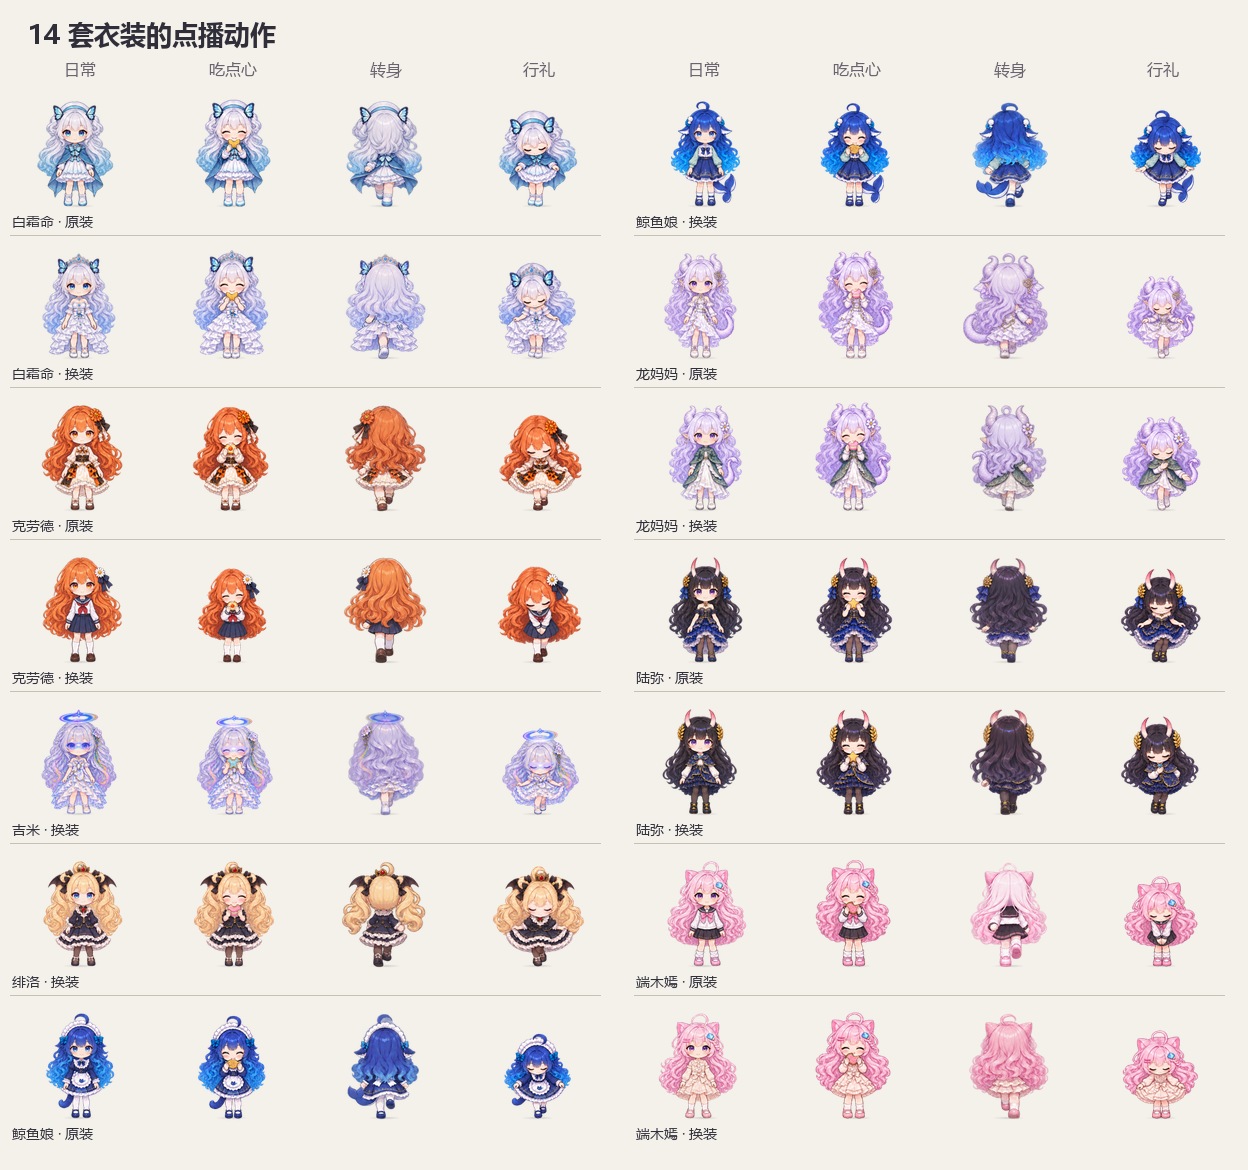 14 套衣装的点播动作
日常 吃点心 转身 行礼 日常 吃点心 转身 行礼
白霜命 · 原装 鲸鱼娘 · 换装
白霜命 · 换装 龙妈妈 · 原装
克劳德 · 原装 龙妈妈 · 换装
克劳德 · 换装 陆弥 · 原装
吉米 · 换装 陆弥 · 换装
绯洛 · 换装 端木嫣 · 原装
鲸鱼娘 · 原装 端木嫣 · 换装